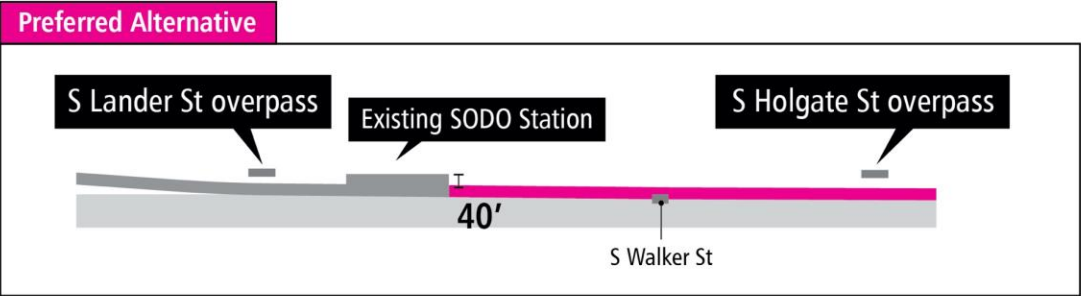 Preferred Alternative
S Lander St overpass
Existing SODO Station
S Holgate St overpass
40’
S Walker St